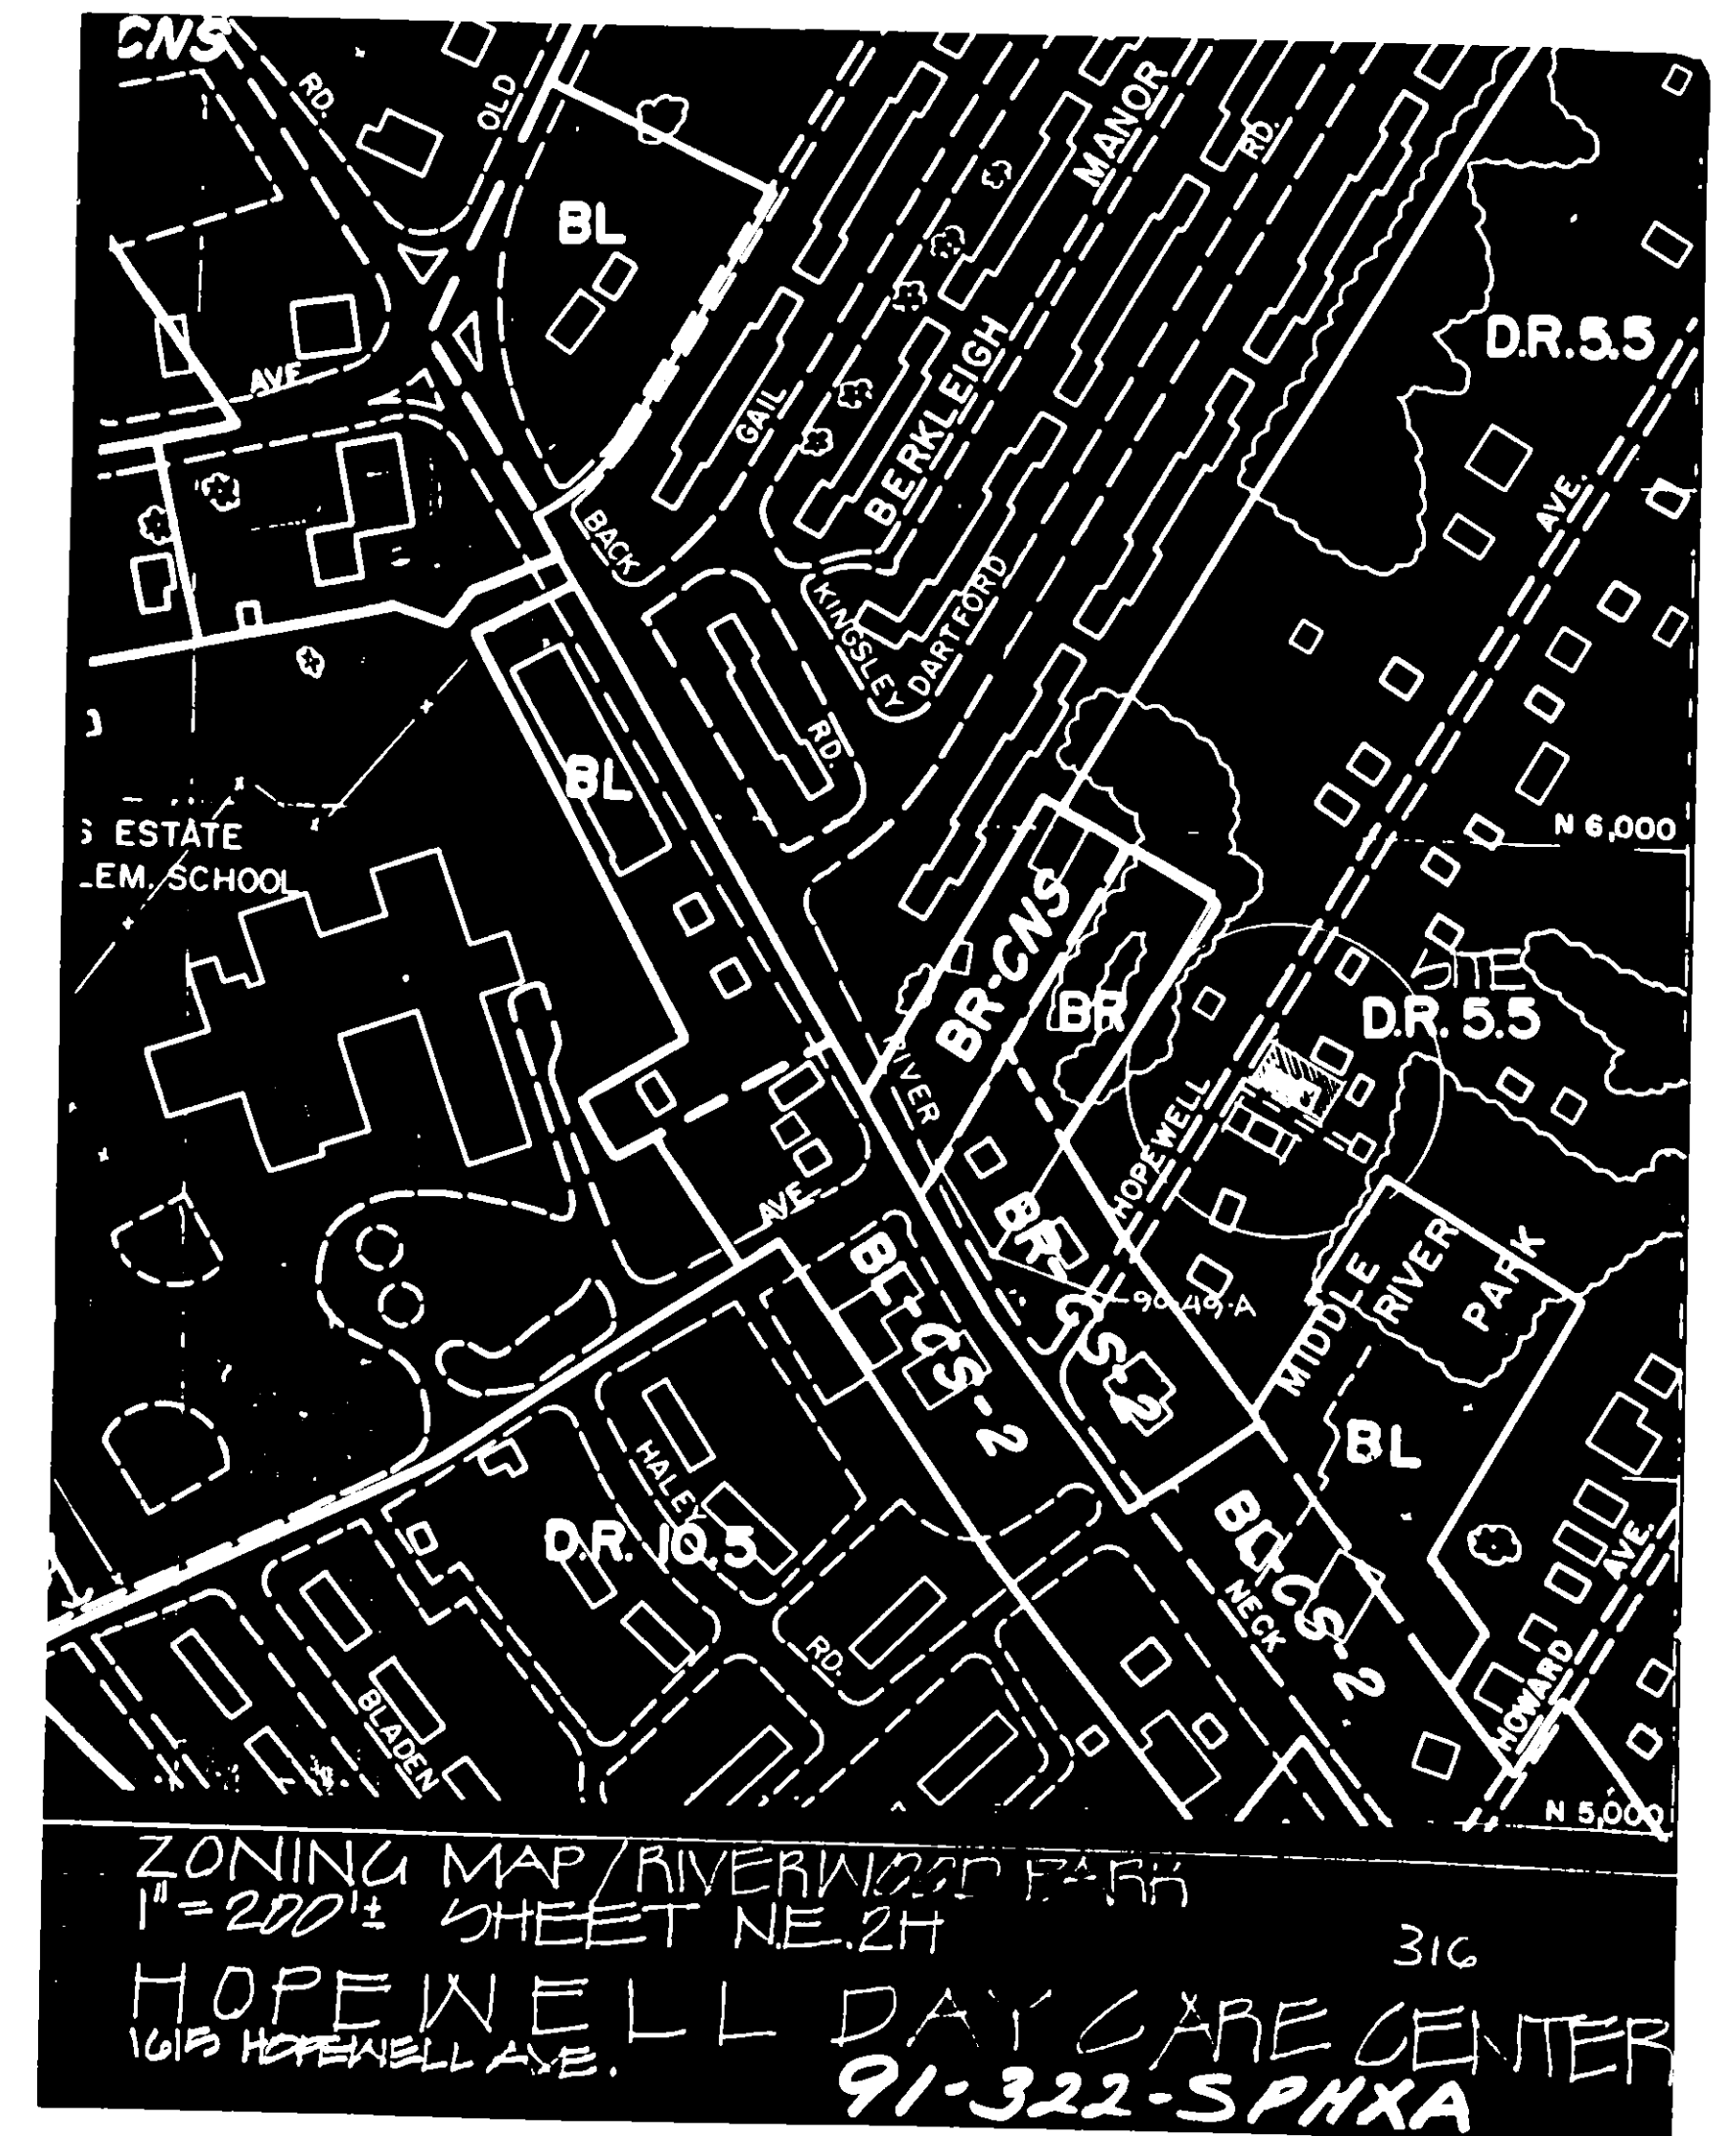 CNS
RD.
OLD
MANOR
RD.
BL
D.R.5.5
AVE.
GAIL
BERKLEIGH
AVE.
BACK
KINGSLEY
DARTFORD
RD.
BL
N 6,000
S ESTATE
LEM. SCHOOL
BR-CNS
SITE
BR
D.R. 5.5
RIVER
HOPEWELL
AVE.
BL-CS-2
BR-CS-2
90-49-A
MIDDLE
RIVER
PARK
BL
HALEY
D.R. 10.5
BL-CS-2
AVE.
NECK
RD.
HOWARD
BLADEN
N 5,000
ZONING MAP/RIVERWOOD PARK
1"=200'± SHEET N.E.2H
316
HOPEWELL DAY CARE CENTER
1615 HOPEWELL AVE.
91-322-SPHXA